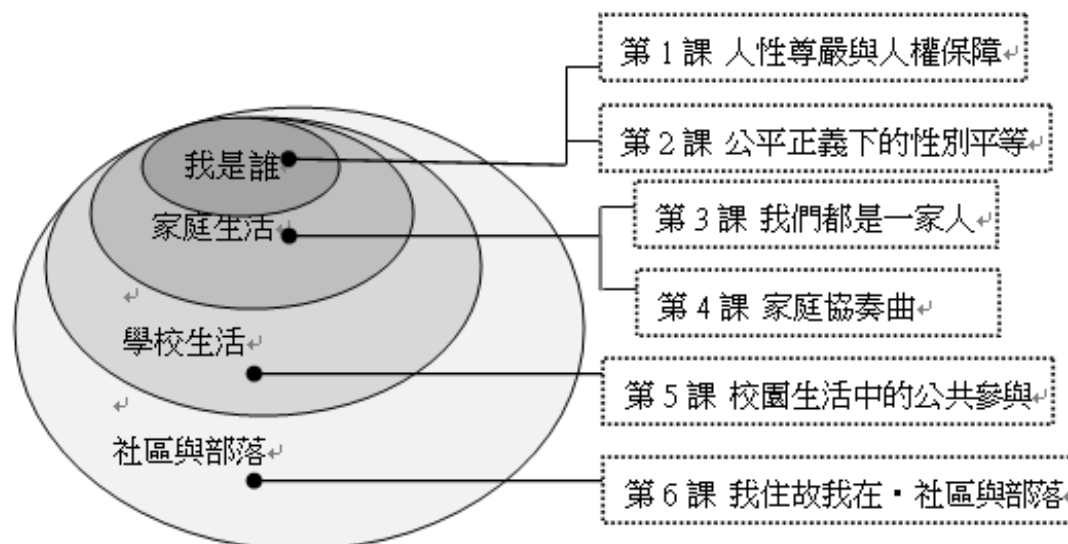 第 1 課 人性尊嚴與人權保障
第 2 課 公平正義下的性別平等
我是誰
第 3 課 我們都是一家人
家庭生活
第 4 課 家庭協奏曲
學校生活
第 5 課 校園生活中的公共參與
社區與部落
第 6 課 我住故我在‧社區與部落